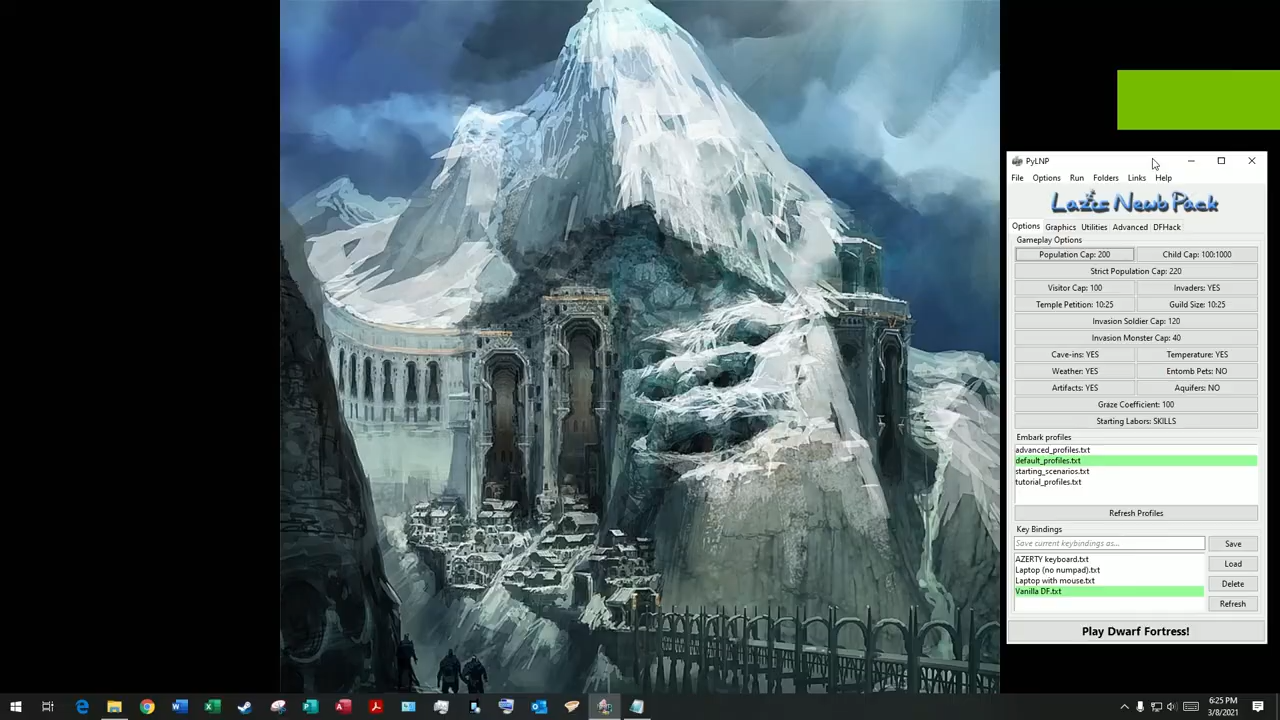 PyLNP
File Options Run Folders Links Help
Lazy Newb Pack
Options Graphics Utilities Advanced DFHack
Gameplay Options
Population Cap: 200 Child Cap: 100:1000
Strict Population Cap: 220
Visitor Cap: 100 Invaders: YES
Temple Petition: 10:25 Guild Size: 10:25
Invasion Soldier Cap: 120
Invasion Monster Cap: 40
Cave-ins: YES Temperature: YES
Weather: YES Entomb Pets: NO
Artifacts: YES Aquifers: NO
Graze Coefficient: 100
Starting Labors: SKILLS
Embark profiles
advanced_profiles.txt
default_profiles.txt
starting_scenarios.txt
tutorial_profiles.txt
Refresh Profiles
Key Bindings
Save current keybindings as... Save
AZERTY keyboard.txt
Laptop (no numpad).txt
Laptop with mouse.txt
Vanilla DF.txt
Load
Delete
Refresh
Play Dwarf Fortress!
6:25 PM
3/8/2021